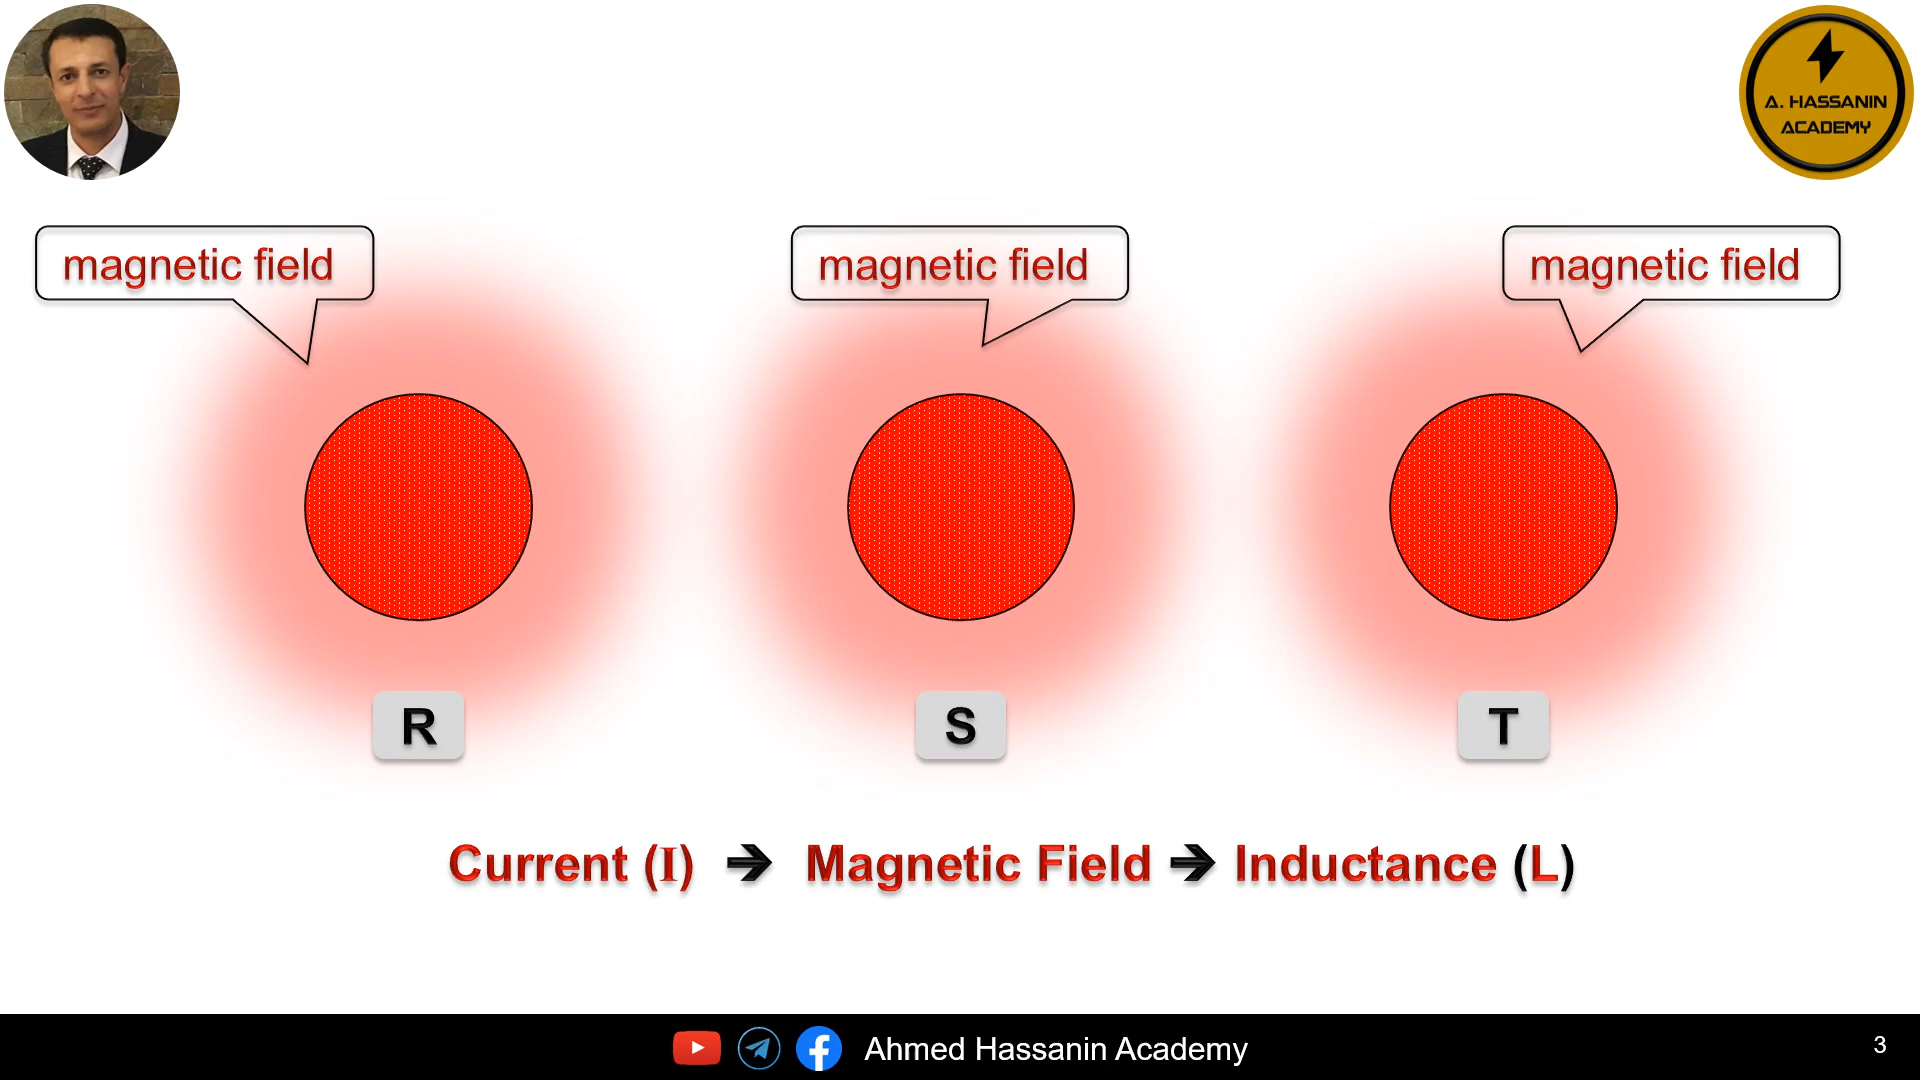 A. HASSANIN
ACADEMY
magnetic field
magnetic field
magnetic field
R
S
T
Current (I) ➔ Magnetic Field ➔ Inductance (L)
Ahmed Hassanin Academy
3